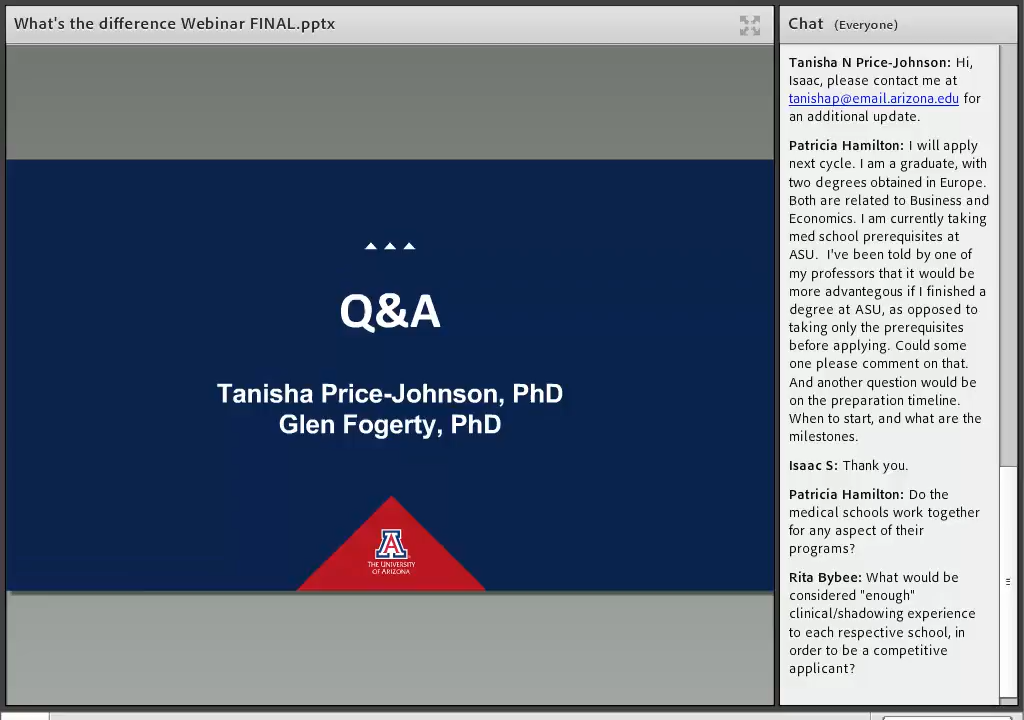 What's the difference Webinar FINAL.pptx
Q&A
Tanisha Price-Johnson, PhD
Glen Fogerty, PhD
A
THE UNIVERSITY
OF ARIZONA
Chat (Everyone)
Tanisha N Price-Johnson: Hi,
Isaac, please contact me at
tanishap@email.arizona.edu for
an additional update.
Patricia Hamilton: I will apply
next cycle. I am a graduate, with
two degrees obtained in Europe.
Both are related to Business and
Economics. I am currently taking
med school prerequisites at
ASU. I've been told by one of
my professors that it would be
more advantegous if I finished a
degree at ASU, as opposed to
taking only the prerequisites
before applying. Could some
one please comment on that.
And another question would be
on the preparation timeline.
When to start, and what are the
milestones.
Isaac S: Thank you.
Patricia Hamilton: Do the
medical schools work together
for any aspect of their
programs?
Rita Bybee: What would be
considered "enough"
clinical/shadowing experience
to each respective school, in
order to be a competitive
applicant?